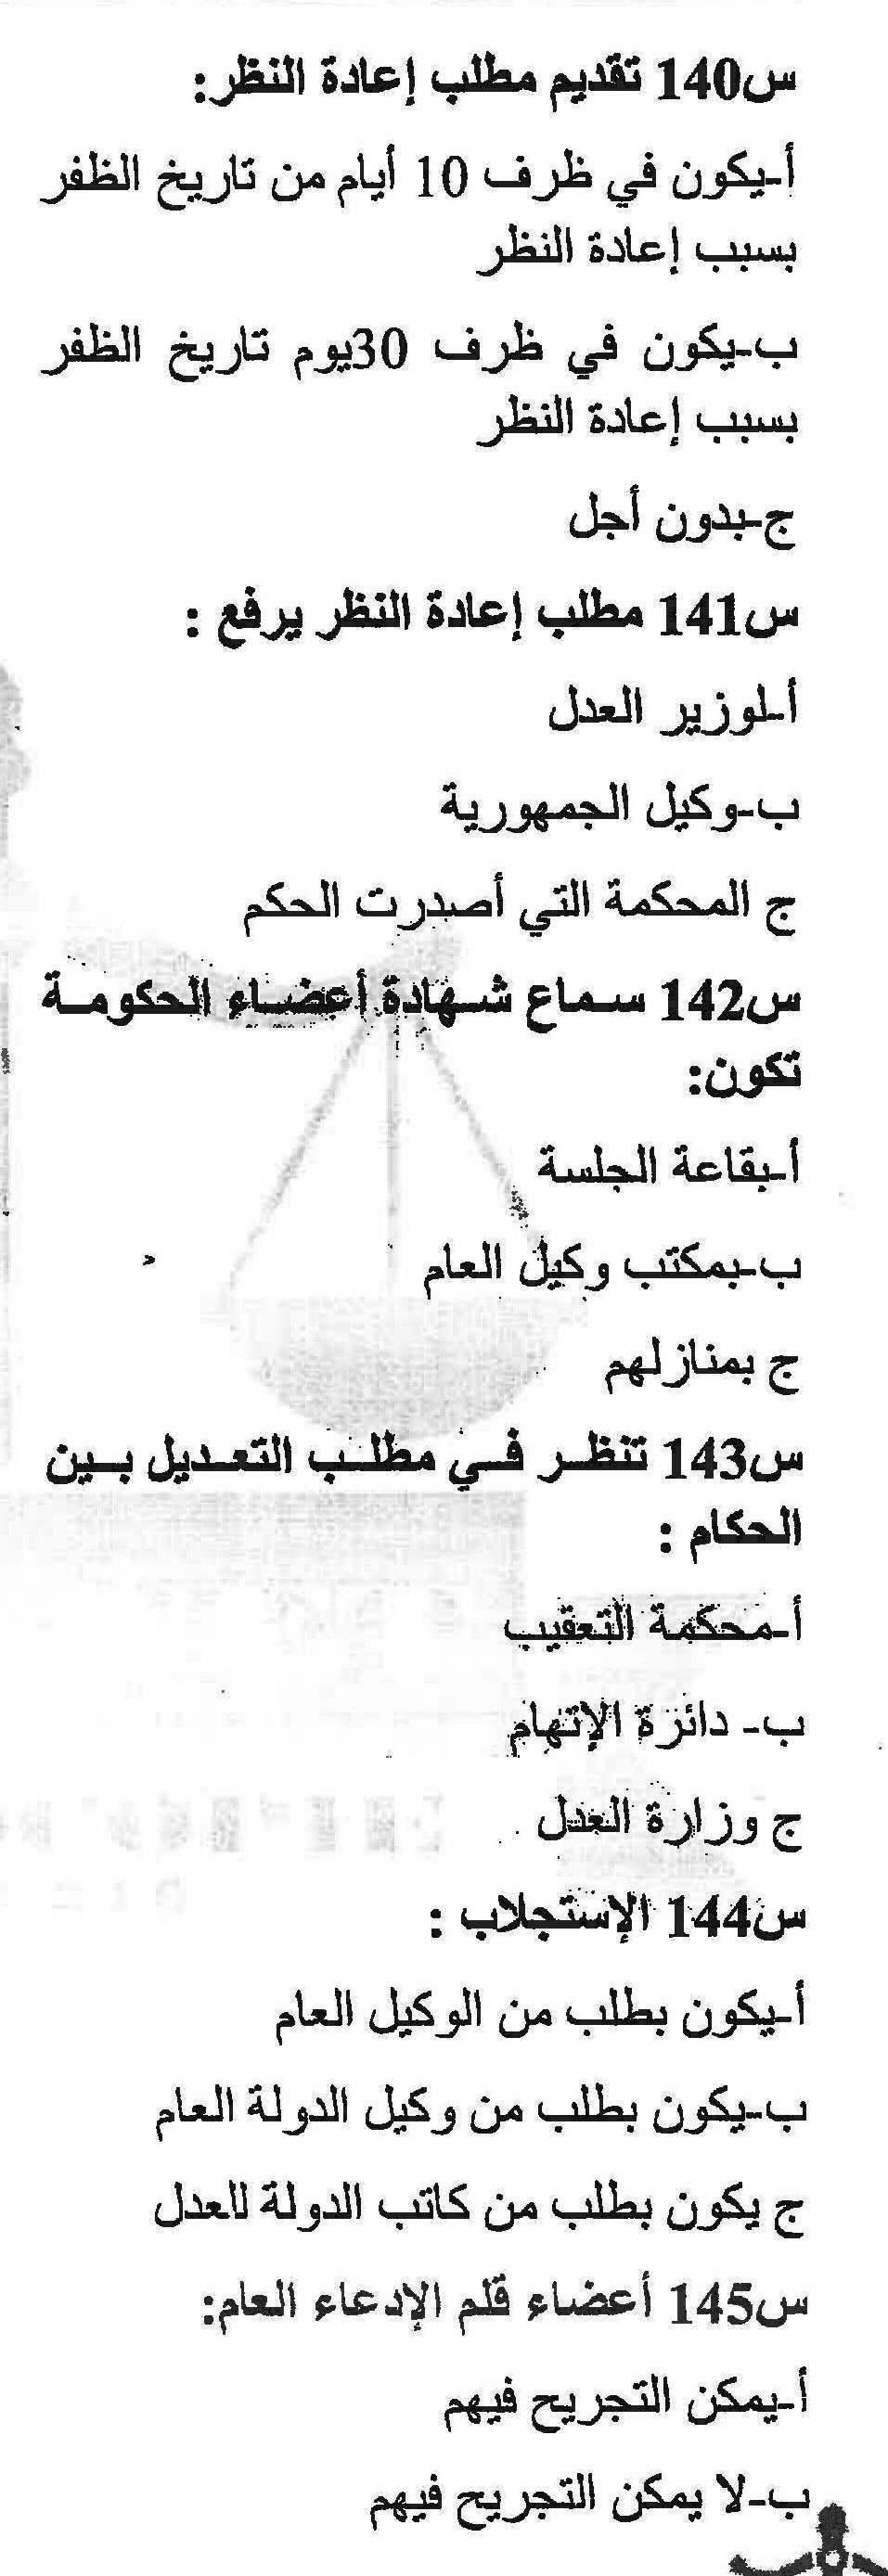 س140 تقديم مطلب إعادة النظر:
أ-يكون في ظرف 10 أيام من تاريخ الظفر
بسبب إعادة النظر
ب-يكون في ظرف 30يوم تاريخ الظفر
بسبب إعادة النظر
ج-بدون أجل
س141 مطلب إعادة النظر يرفع :
أ-لوزير العدل
ب-وكيل الجمهورية
ج المحكمة التي أصدرت الحكم
س142 سماع شهادة أعضاء الحكومة
تكون:
أ-بقاعة الجلسة
ب-بمكتب وكيل العام
ج بمنازلهم
س143 تنظر في مطلب التعديل بين
الحكام :
أ-محكمة التعقيب
ب- دائرة الإتهام
ج وزارة العدل
س144 الإستجلاب :
أ-يكون بطلب من الوكيل العام
ب-يكون بطلب من وكيل الدولة العام
ج يكون بطلب من كاتب الدولة للعدل
س145 أعضاء قلم الإدعاء العام:
أ-يمكن التجريح فيهم
ب-لا يمكن التجريح فيهم